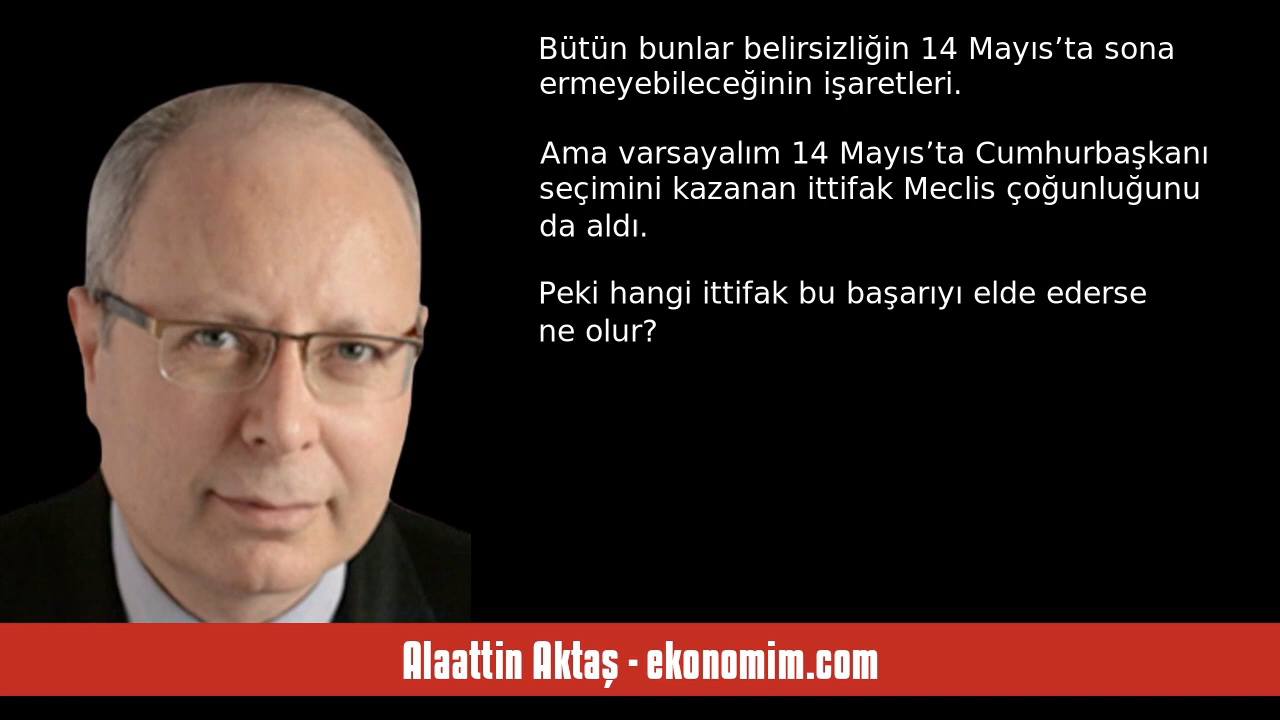 Bütün bunlar belirsizliğin 14 Mayıs’ta sona
ermeyebileceğinin işaretleri.
Ama varsayalım 14 Mayıs’ta Cumhurbaşkanı
seçimini kazanan ittifak Meclis çoğunluğunu
da aldı.
Peki hangi ittifak bu başarıyı elde ederse
ne olur?
Alaattin Aktaş - ekonomim.com